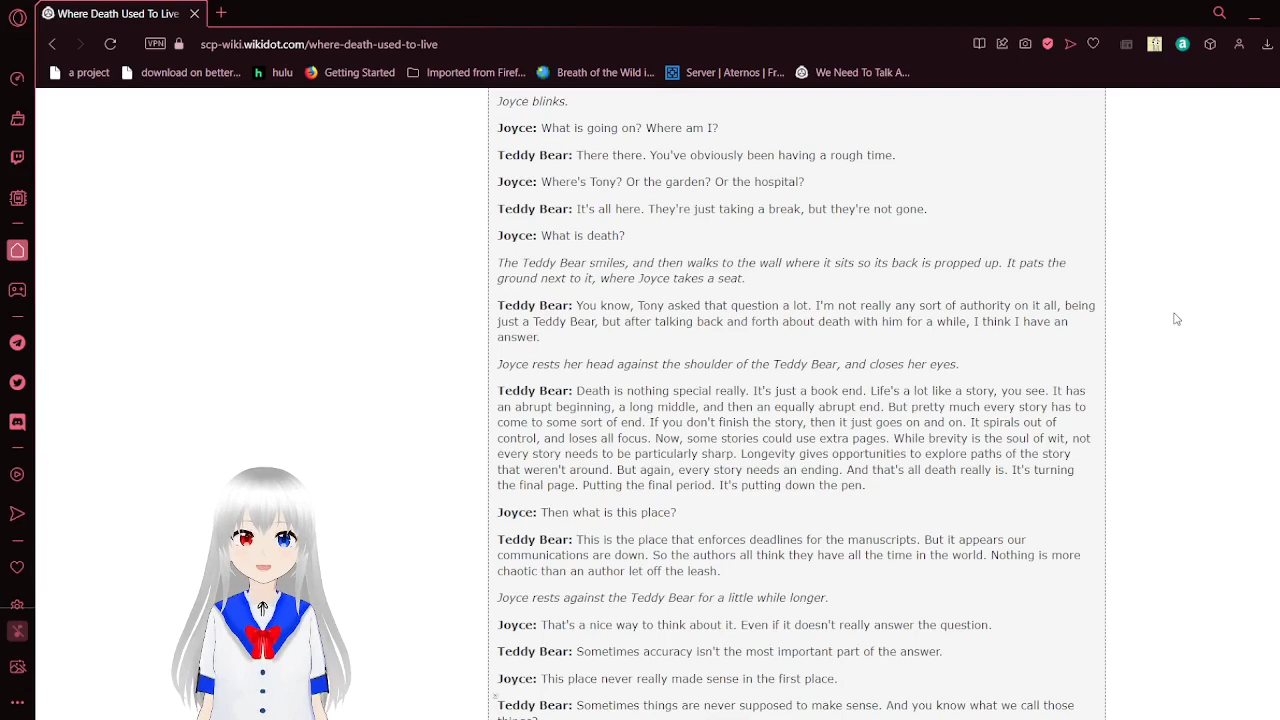 Where Death Used To Live
VPN
scp-wiki.wikidot.com/where-death-used-to-live
a project
download on better...
hulu
Getting Started
Imported from Firef...
Breath of the Wild i...
Server | Aternos | Fr...
We Need To Talk A...
Joyce blinks.
Joyce: What is going on? Where am I?
Teddy Bear: There there. You've obviously been having a rough time.
Joyce: Where's Tony? Or the garden? Or the hospital?
Teddy Bear: It's all here. They're just taking a break, but they're not gone.
Joyce: What is death?
The Teddy Bear smiles, and then walks to the wall where it sits so its back is propped up. It pats the
ground next to it, where Joyce takes a seat.
Teddy Bear: You know, Tony asked that question a lot. I'm not really any sort of authority on it all, being
just a Teddy Bear, but after talking back and forth about death with him for a while, I think I have an
answer.
Joyce rests her head against the shoulder of the Teddy Bear, and closes her eyes.
Teddy Bear: Death is nothing special really. It's just a book end. Life's a lot like a story, you see. It has
an abrupt beginning, a long middle, and then an equally abrupt end. But pretty much every story has to
come to some sort of end. If you don't finish the story, then it just goes on and on. It spirals out of
control, and loses all focus. Now, some stories could use extra pages. While brevity is the soul of wit, not
every story needs to be particularly sharp. Longevity gives opportunities to explore paths of the story
that weren't around. But again, every story needs an ending. And that's all death really is. It's turning
the final page. Putting the final period. It's putting down the pen.
Joyce: Then what is this place?
Teddy Bear: This is the place that enforces deadlines for the manuscripts. But it appears our
communications are down. So the authors all think they have all the time in the world. Nothing is more
chaotic than an author let off the leash.
Joyce rests against the Teddy Bear for a little while longer.
Joyce: That's a nice way to think about it. Even if it doesn't really answer the question.
Teddy Bear: Sometimes accuracy isn't the most important part of the answer.
Joyce: This place never really made sense in the first place.
Teddy Bear: Sometimes things are never supposed to make sense. And you know what we call those
things?